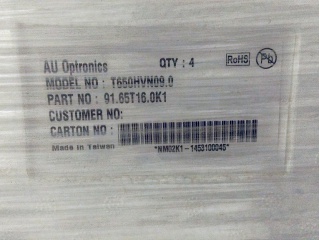 AU Optronics QTY : 4 RoHS Pb
MODEL NO : T650HVN09.0
PART NO : 91.65T16.0K1
CUSTOMER NO:
CARTON NO :
Made in Taiwan *NM02K1-1453100045*